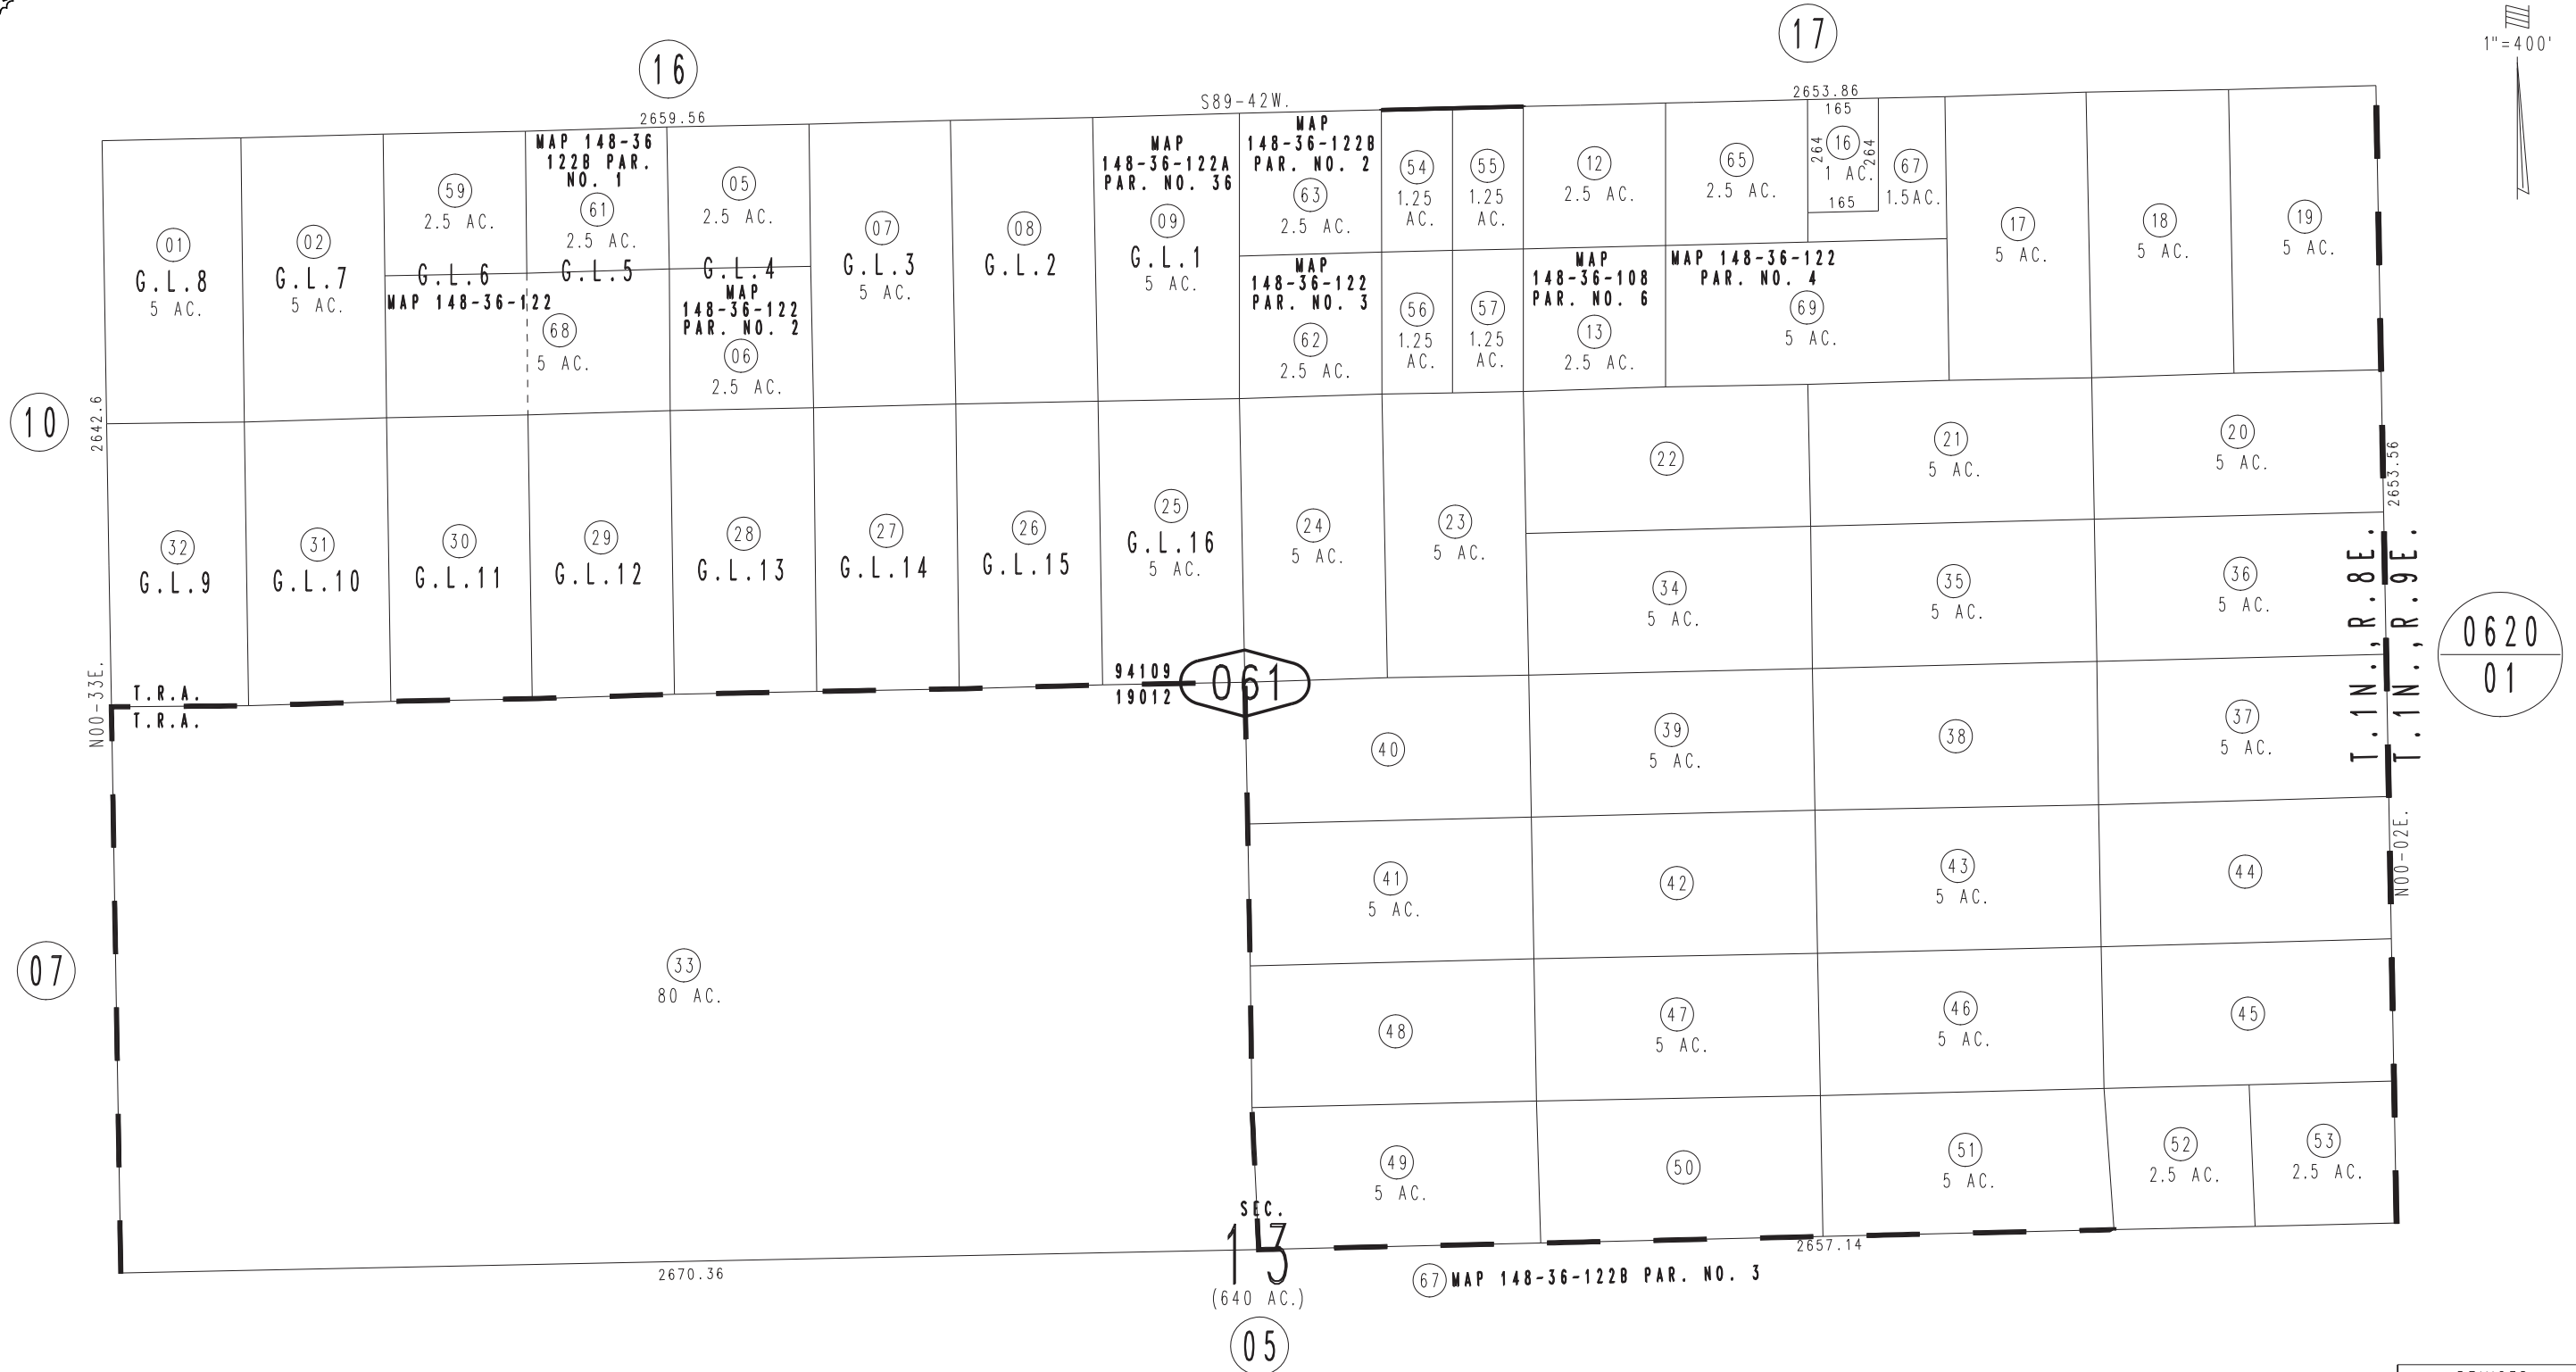 17
1"=400'
16
S89-42W.
2653.86
2659.56
MAP 148-36
122B PAR.
NO. 1
MAP
148-36-122A
PAR. NO. 36
MAP
148-36-122B
PAR. NO. 2
165
264
16
264
1 AC.
165
01
G.L.8
5 AC.
02
G.L.7
5 AC.
59
2.5 AC.
61
2.5 AC.
05
2.5 AC.
07
G.L.3
5 AC.
08
G.L.2
09
G.L.1
5 AC.
63
2.5 AC.
54
1.25
AC.
55
1.25
AC.
12
2.5 AC.
65
2.5 AC.
67
1.5AC.
17
5 AC.
18
5 AC.
19
5 AC.
G.L.6
G.L.5
G.L.4
MAP 148-36-122
68
5 AC.
MAP
148-36-122
PAR. NO. 2
06
2.5 AC.
MAP
148-36-122
PAR. NO. 3
62
2.5 AC.
56
1.25
AC.
57
1.25
AC.
MAP
148-36-108
PAR. NO. 6
13
2.5 AC.
MAP 148-36-122
PAR. NO. 4
69
5 AC.
10
2642.6
22
21
5 AC.
20
5 AC.
2653.56
32
G.L.9
31
G.L.10
30
G.L.11
29
G.L.12
28
G.L.13
27
G.L.14
26
G.L.15
25
G.L.16
5 AC.
24
5 AC.
23
5 AC.
34
5 AC.
35
5 AC.
36
5 AC.
T.1N.,R.8E.
T.1N.,R.9E.
0620
01
N00-33E.
T.R.A.
T.R.A.
94109
19012
061
40
39
5 AC.
38
37
5 AC.
N00-02E.
41
5 AC.
42
43
5 AC.
44
07
33
80 AC.
48
47
5 AC.
46
5 AC.
45
49
5 AC.
50
51
5 AC.
52
2.5 AC.
53
2.5 AC.
SEC.
13
(640 AC.)
2670.36
2657.14
67 MAP 148-36-122B PAR. NO. 3
05